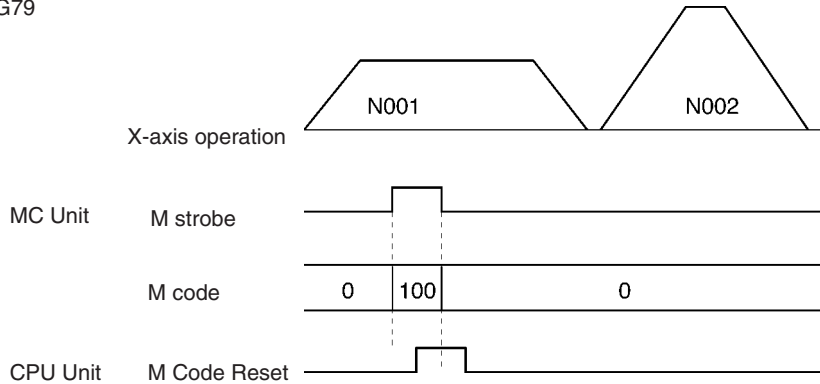 G79
N001
N002
X-axis operation
MC Unit M strobe
M code 0 100 0
CPU Unit M Code Reset